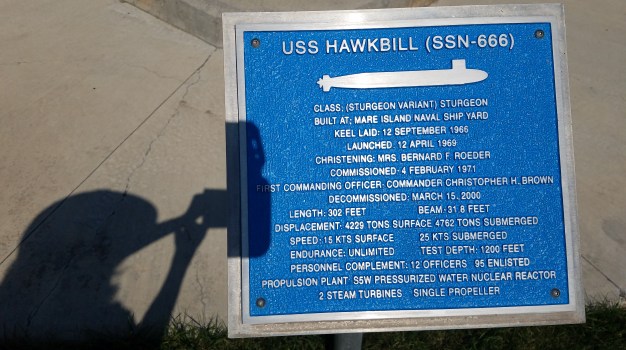 USS HAWKBILL (SSN-666)
CLASS; (STURGEON VARIANT) STURGEON
BUILT AT; MARE ISLAND NAVAL SHIP YARD
KEEL LAID: 12 SEPTEMBER 1966
LAUNCHED: 12 APRIL 1969
CHRISTENING: MRS. BERNARD F. ROEDER
COMMISSIONED: 4 FEBRUARY 1971
FIRST COMMANDING OFFICER: COMMANDER CHRISTOPHER H. BROWN
DECOMMISSIONED: MARCH 15, 2000
LENGTH: 302 FEET BEAM: 31.8 FEET
DISPLACEMENT: 4229 TONS SURFACE 4762 TONS SUBMERGED
SPEED: 15 KTS SURFACE 25 KTS SUBMERGED
ENDURANCE: UNLIMITED TEST DEPTH: 1200 FEET
PERSONNEL COMPLEMENT: 12 OFFICERS 95 ENLISTED
PROPULSION PLANT S5W PRESSURIZED WATER NUCLEAR REACTOR
2 STEAM TURBINES SINGLE PROPELLER